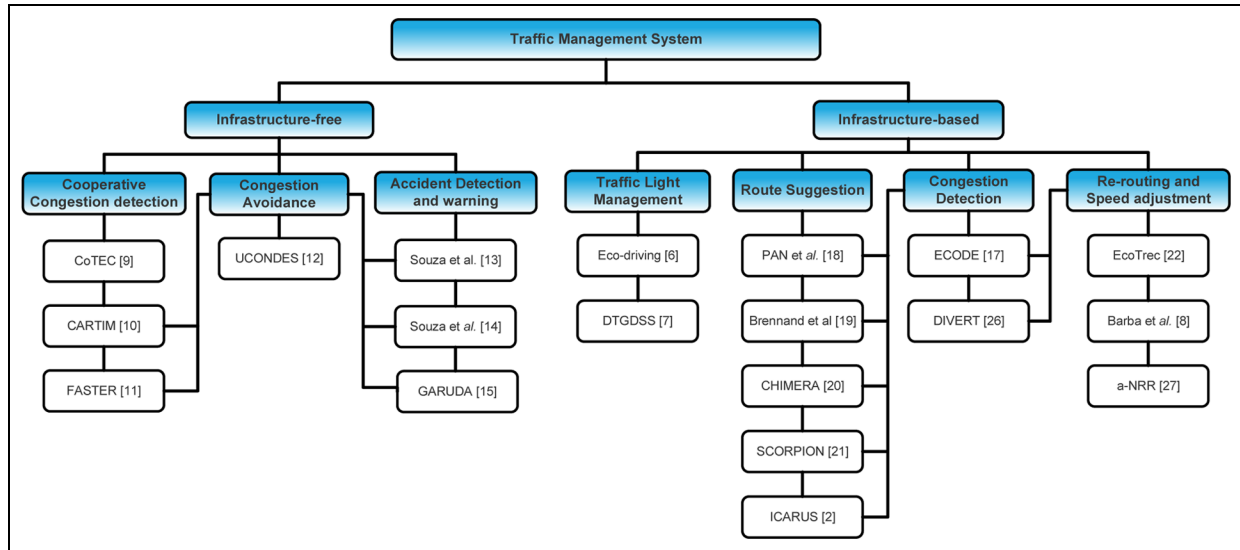 Traffic Management System
Infrastructure-free
Infrastructure-based
Cooperative
Congestion detection
Congestion
Avoidance
Accident Detection
and warning
Traffic Light
Management
Route Suggestion
Congestion
Detection
Re-routing and
Speed adjustment
CoTEC [9]
UCONDES [12]
Souza et al. [13]
Eco-driving [6]
PAN et al. [18]
ECODE [17]
EcoTrec [22]
CARTIM [10]
Souza et al. [14]
DTGDSS [7]
Brennand et al [19]
DIVERT [26]
Barba et al. [8]
FASTER [11]
GARUDA [15]
CHIMERA [20]
a-NRR [27]
SCORPION [21]
ICARUS [2]